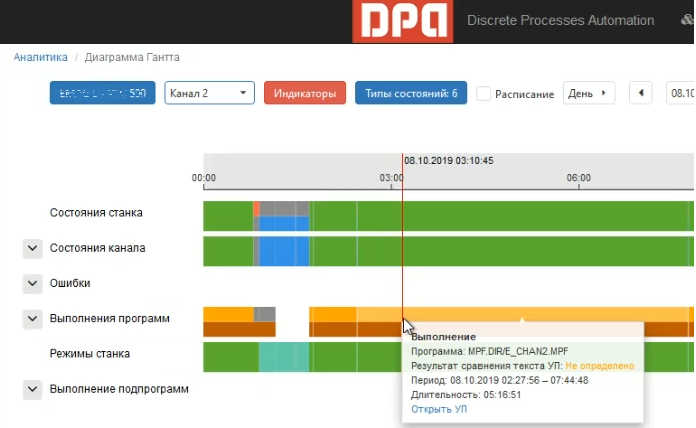 DPA Discrete Processes Automation
Аналитика / Диаграмма Гантта
500 Канал 2 Индикаторы Типы состояний: 6 Расписание День 08.10
08.10.2019 03:10:45
00:00 03:00 06:00
Состояния станка
Состояния канала
Ошибки
Выполнения программ
Выполнение
Программа: MPF.DIR/E_CHAN2.MPF
Режимы станка
Результат сравнения текста УП: Не определено
Период: 08.10.2019 02:27:56 – 07:44:48
Выполнение подпрограмм
Длительность: 05:16:51
Открыть УП